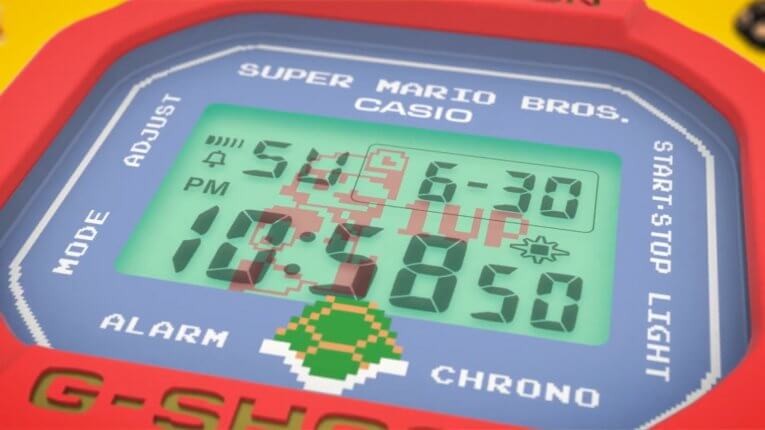 SUPER MARIO BROS.
CASIO
ADJUST
MODE
ALARM
START·STOP
LIGHT
CHRONO
SU
6-30
PM
1UP
10:58 50